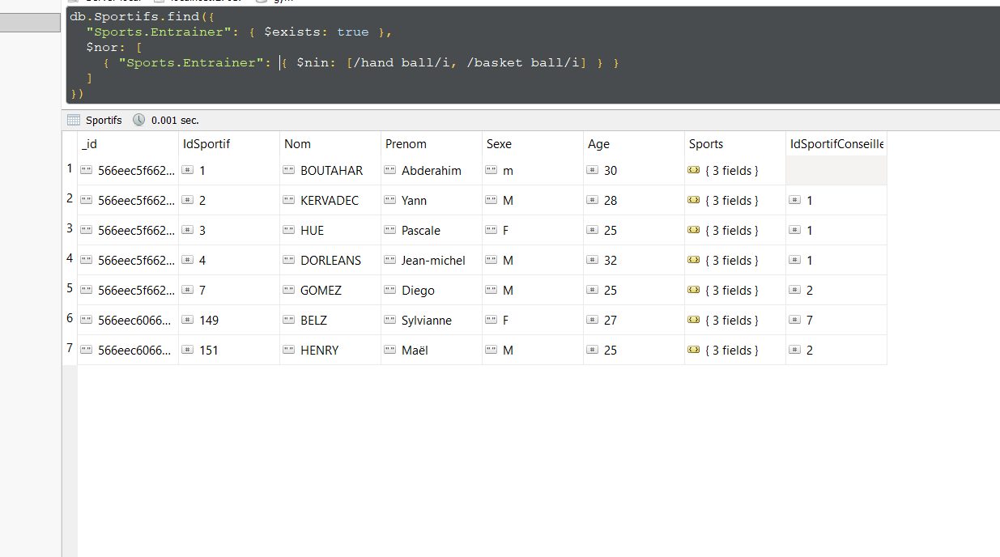 db.Sportifs.find({
"Sports.Entrainer": { $exists: true },
$nor: [
{ "Sports.Entrainer": { $nin: [/hand ball/i, /basket ball/i] } }
]
})
Sportifs 0.001 sec.
_id IdSportif Nom Prenom Sexe Age Sports IdSportifConseille
1 566eec5f662... 1 BOUTAHAR Abderahim m 30 { 3 fields }
2 566eec5f662... 2 KERVADEC Yann M 28 { 3 fields } 1
3 566eec5f662... 3 HUE Pascale F 25 { 3 fields } 1
4 566eec5f662... 4 DORLEANS Jean-michel M 32 { 3 fields } 1
5 566eec5f662... 7 GOMEZ Diego M 25 { 3 fields } 2
6 566eec6066... 149 BELZ Sylvianne F 27 { 3 fields } 7
7 566eec6066... 151 HENRY Maël M 25 { 3 fields } 2